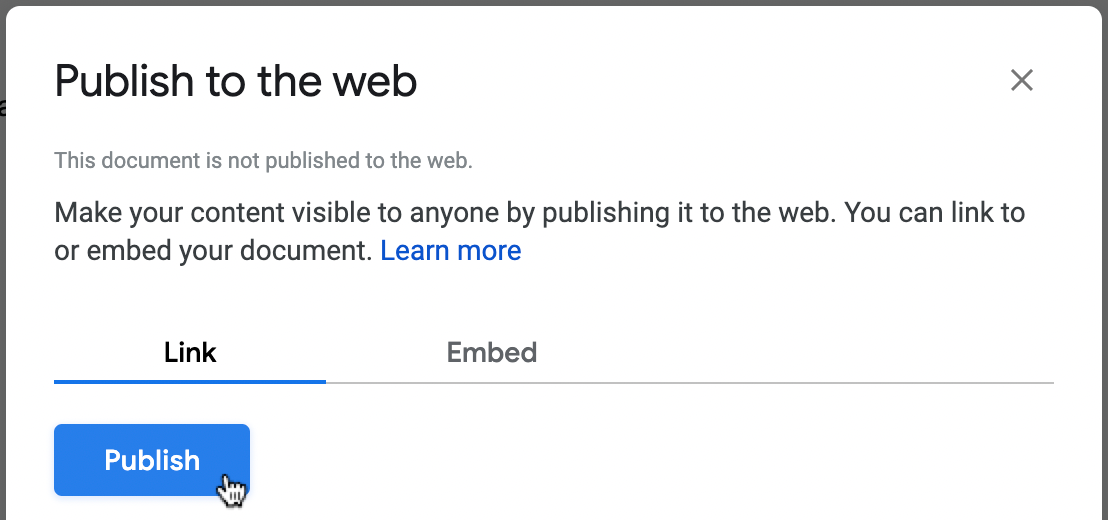 Publish to the web
This document is not published to the web.
Make your content visible to anyone by publishing it to the web. You can link to
or embed your document. Learn more
Link Embed
Publish